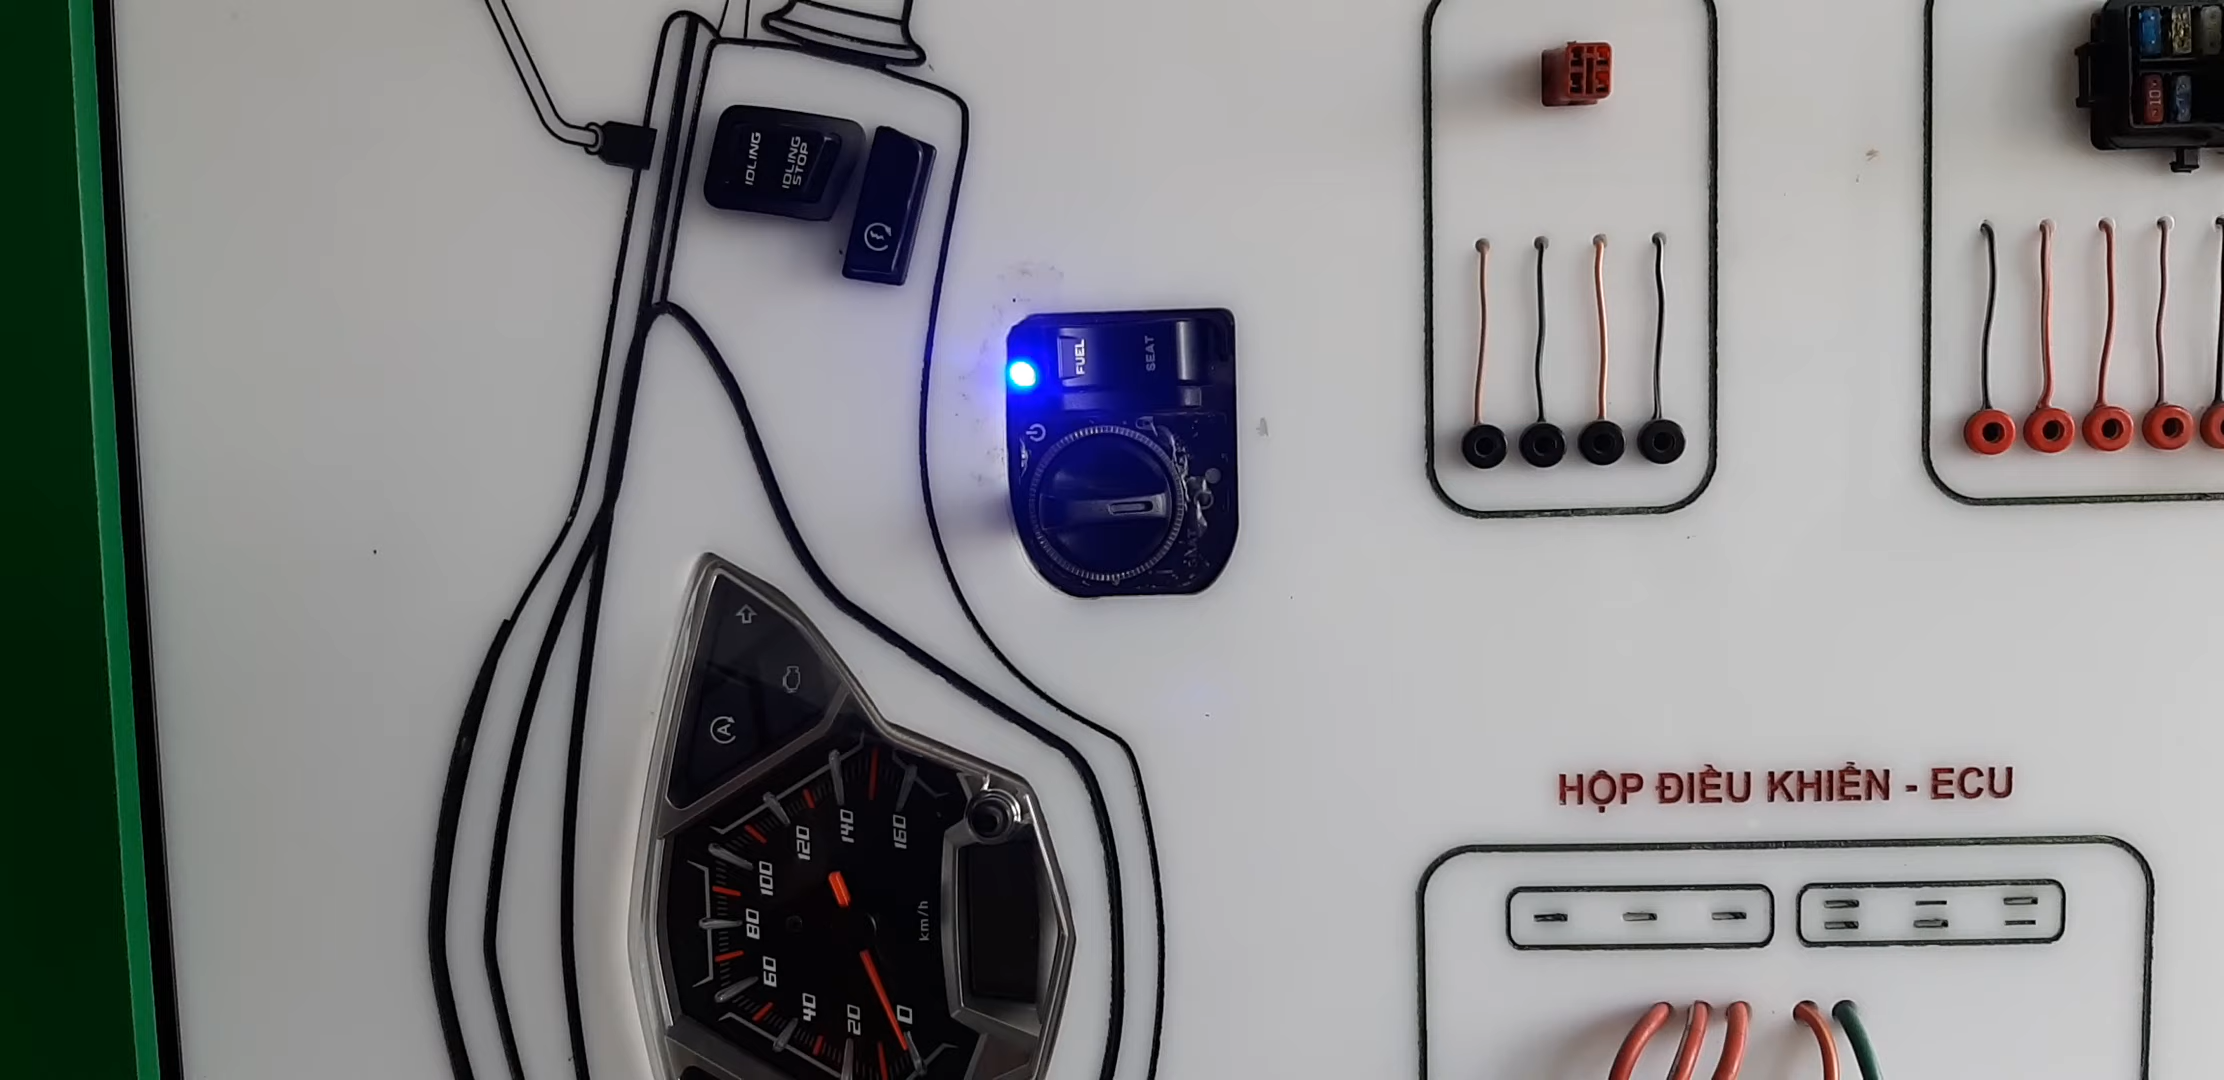 IDLING
IDLING
STOP
FUEL
SEAT
SEAT
10
A
160
140
120
100
80
60
40
20
0
km/h
HỘP ĐIỀU KHIỂN - ECU